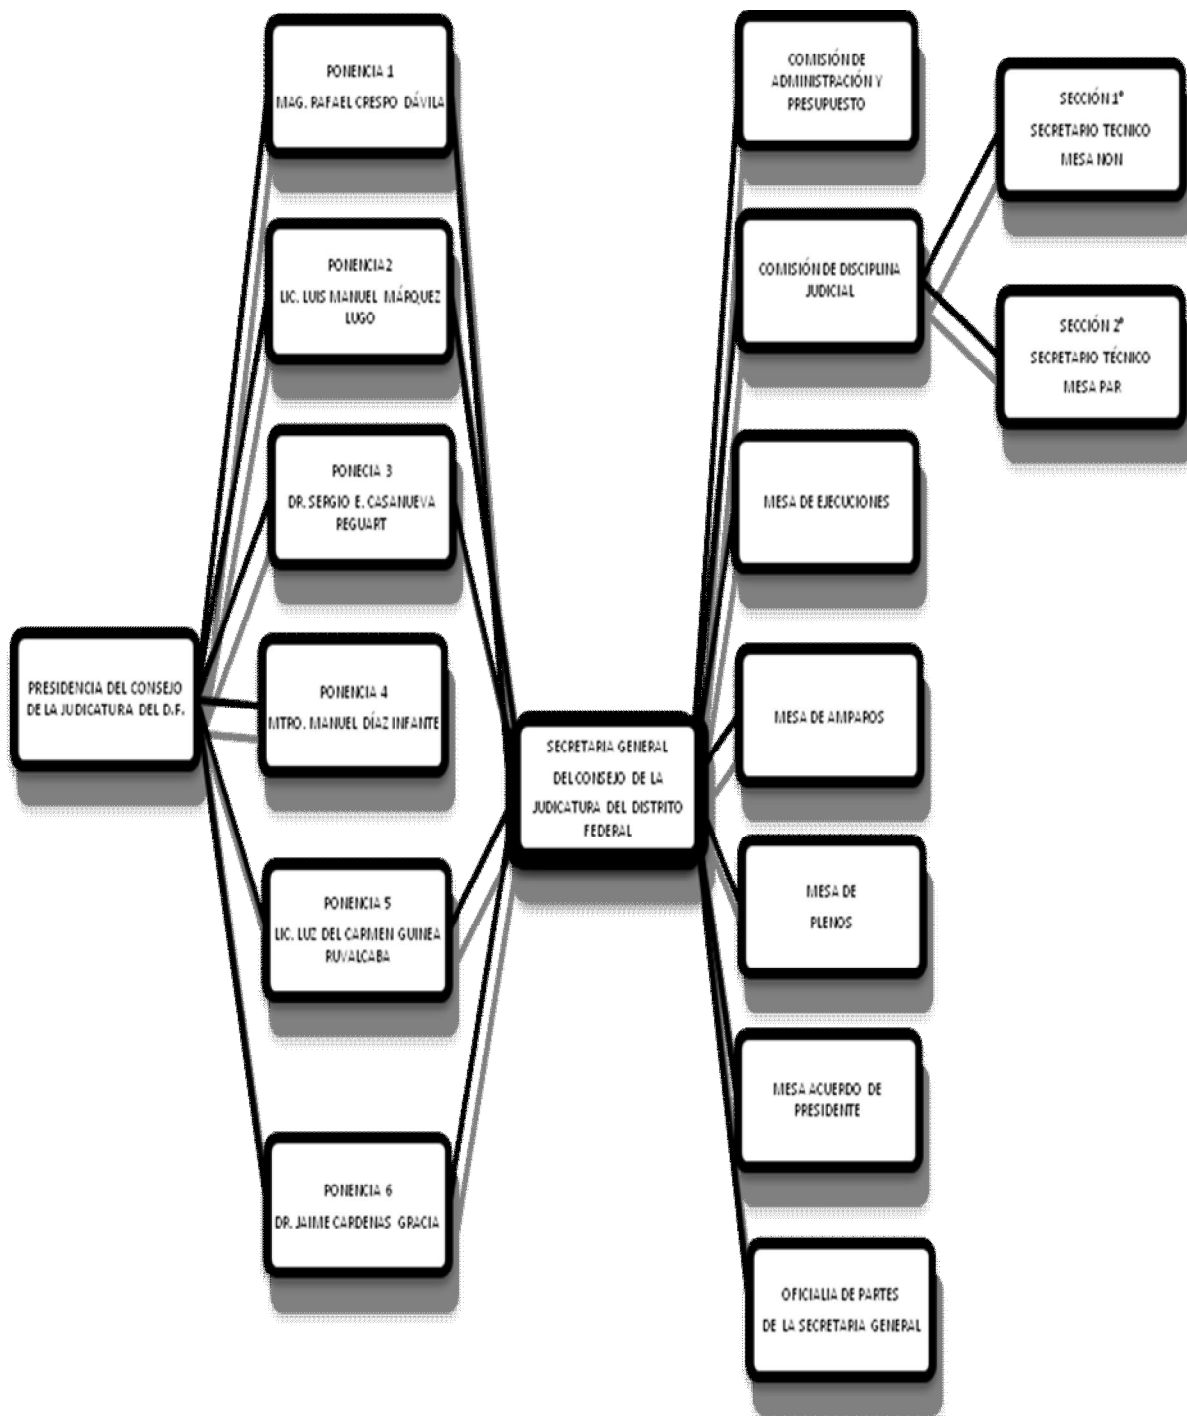 PRESIDENCIA DEL CONSEJO
DE LA JUDICATURA DEL D.F.
PONENCIA 1
MAG. RAFAEL CRESPO DÁVILA
PONENCIA2
LIC. LUIS MANUEL MÁRQUEZ
LUGO
PONECIA 3
DR. SERGIO E. CASANUEVA
REGUART
PONENCIA 4
MTRO. MANUEL DÍAZ INFANTE
PONENCIA 5
LIC. LUZ DEL CARMEN GUINEA
RUVALCABA
PONENCIA 6
DR. JAIME CARDENAS GRACIA
SECRETARIA GENERAL
DEL CONSEJO DE LA
JUDICATURA DEL DISTRITO
FEDERAL
COMISIÓN DE
ADMINISTRACIÓN Y
PRESUPUESTO
COMISIÓN DE DISCIPLINA
JUDICIAL
SECCIÓN 1°
SECRETARIO TECNICO
MESA NON
SECCIÓN 2°
SECRETARIO TÉCNICO
MESA PAR
MESA DE EJECUCIONES
MESA DE AMPAROS
MESA DE
PLENOS
MESA ACUERDO DE
PRESIDENTE
OFICIALIA DE PARTES
DE LA SECRETARIA GENERAL